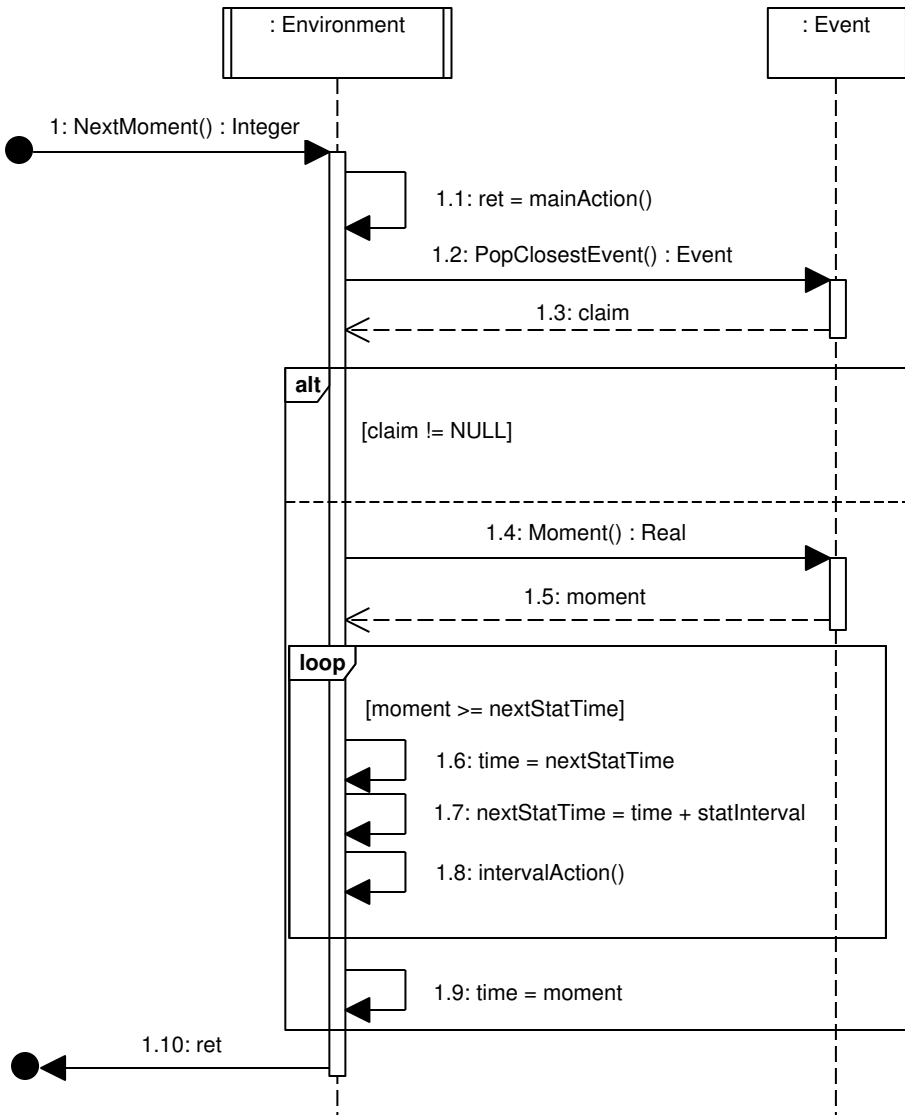 : Environment
: Event
1: NextMoment() : Integer
1.1: ret = mainAction()
1.2: PopClosestEvent() : Event
1.3: claim
alt
[claim != NULL]
1.4: Moment() : Real
1.5: moment
loop
[moment >= nextStatTime]
1.6: time = nextStatTime
1.7: nextStatTime = time + statInterval
1.8: intervalAction()
1.9: time = moment
1.10: ret